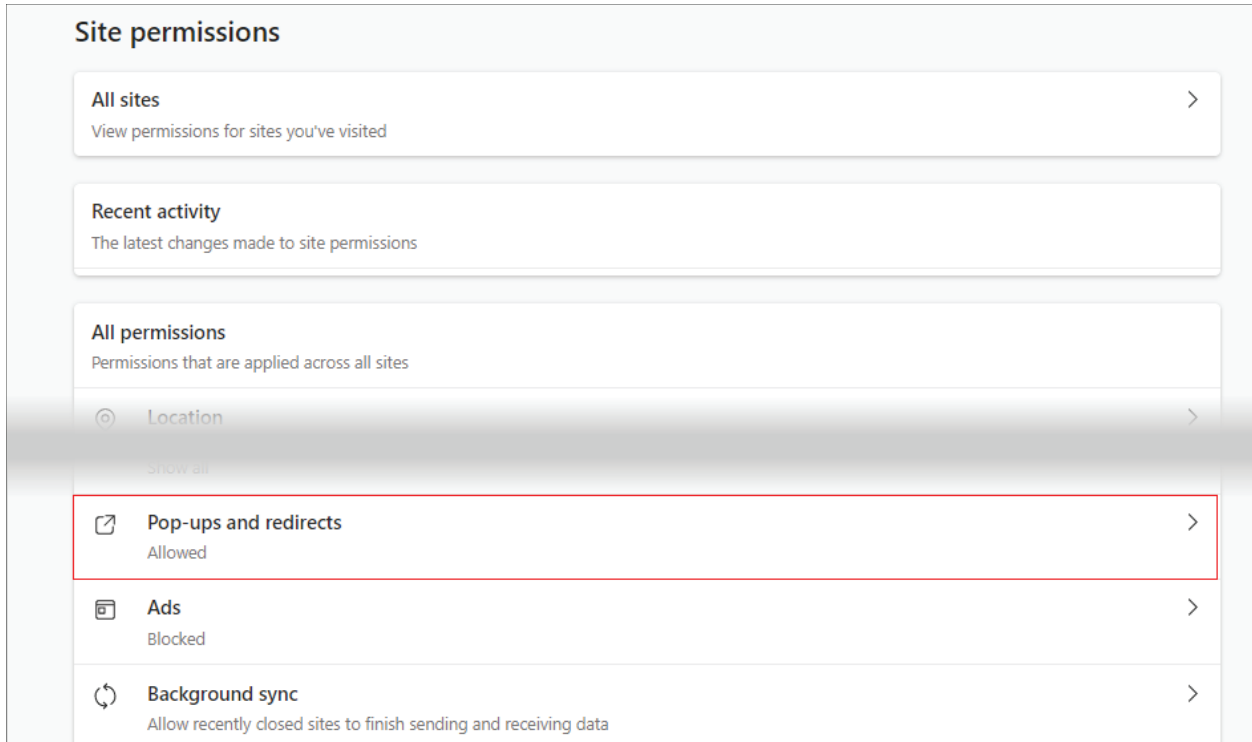 Site permissions
All sites
View permissions for sites you've visited
Recent activity
The latest changes made to site permissions
All permissions
Permissions that are applied across all sites
Location
Show all
Pop-ups and redirects
Allowed
Ads
Blocked
Background sync
Allow recently closed sites to finish sending and receiving data